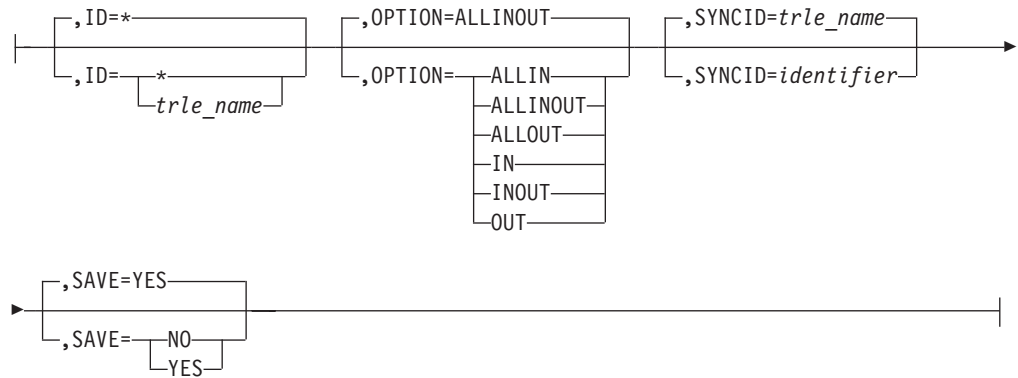 ,ID=* ,OPTION=ALLINOUT ,SYNCID=trle_name
,ID= * ,OPTION= ALLIN ,SYNCID=identifier
trle_name ALLINOUT
ALLOUT
IN
INOUT
OUT
,SAVE=YES
,SAVE= NO
YES